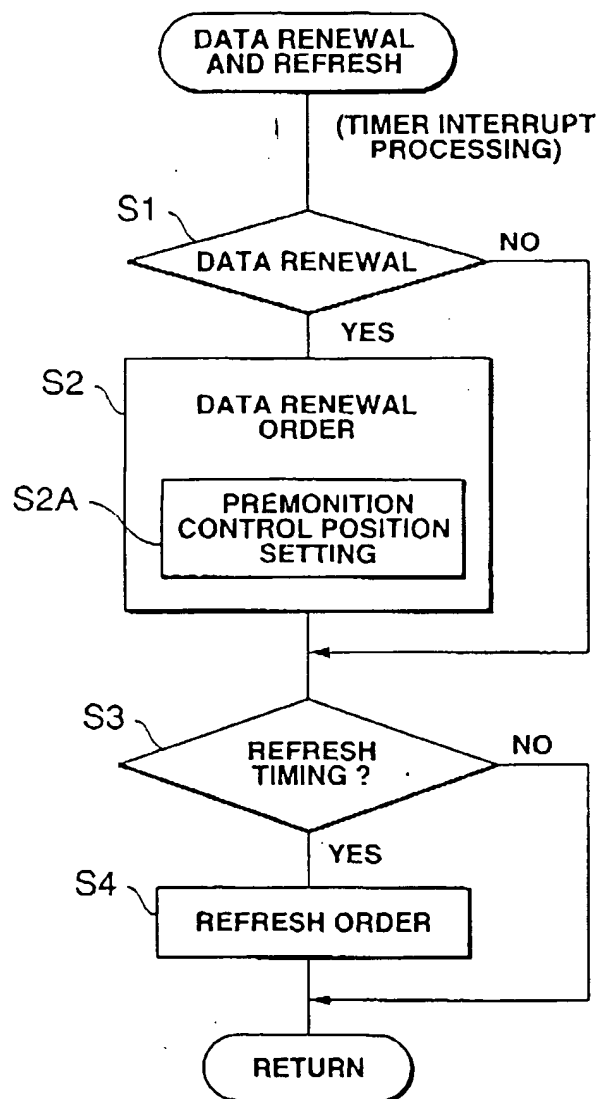 DATA RENEWAL
AND REFRESH
(TIMER INTERRUPT
PROCESSING)
S1
DATA RENEWAL
NO
YES
S2
DATA RENEWAL
ORDER
S2A
PREMONITION
CONTROL POSITION
SETTING
S3
REFRESH
TIMING ?
NO
YES
S4
REFRESH ORDER
RETURN